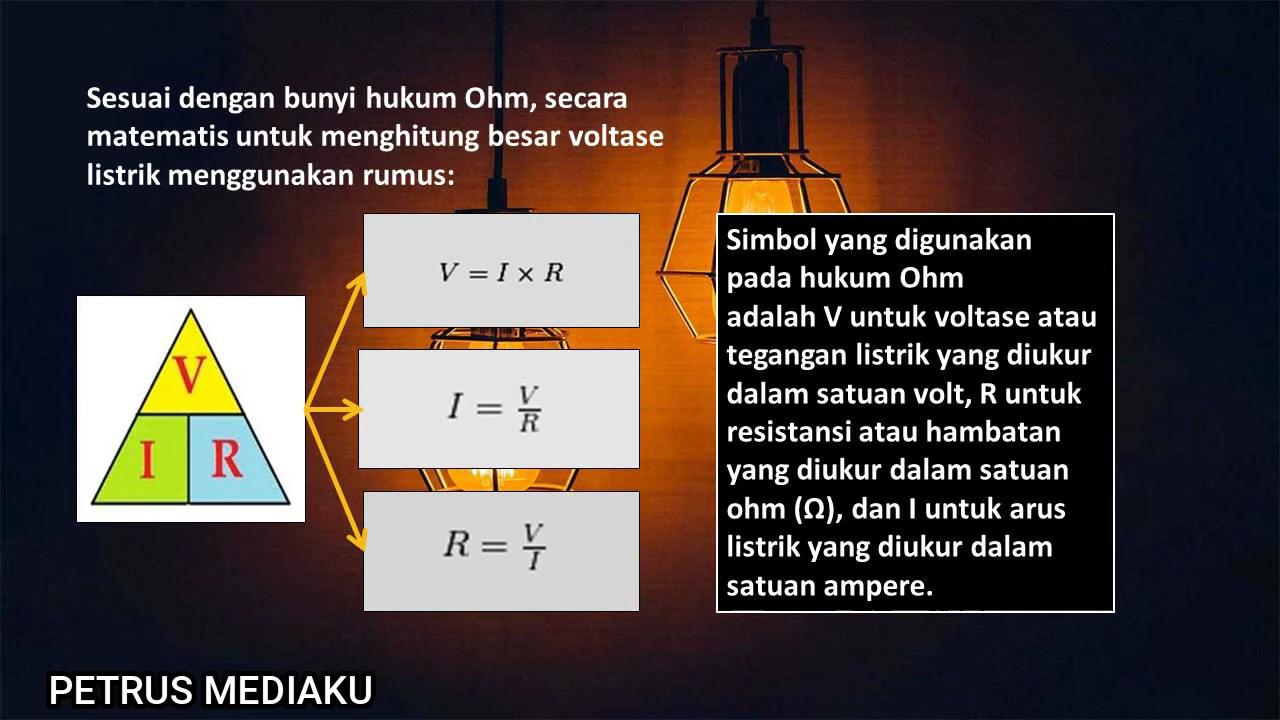 Sesuai dengan bunyi hukum Ohm, secara
matematis untuk menghitung besar voltase
listrik menggunakan rumus:
V
I R
V = I × R
I = V/R
R = V/I
Simbol yang digunakan
pada hukum Ohm
adalah V untuk voltase atau
tegangan listrik yang diukur
dalam satuan volt, R untuk
resistansi atau hambatan
yang diukur dalam satuan
ohm (Ω), dan I untuk arus
listrik yang diukur dalam
satuan ampere.
PETRUS MEDIAKU